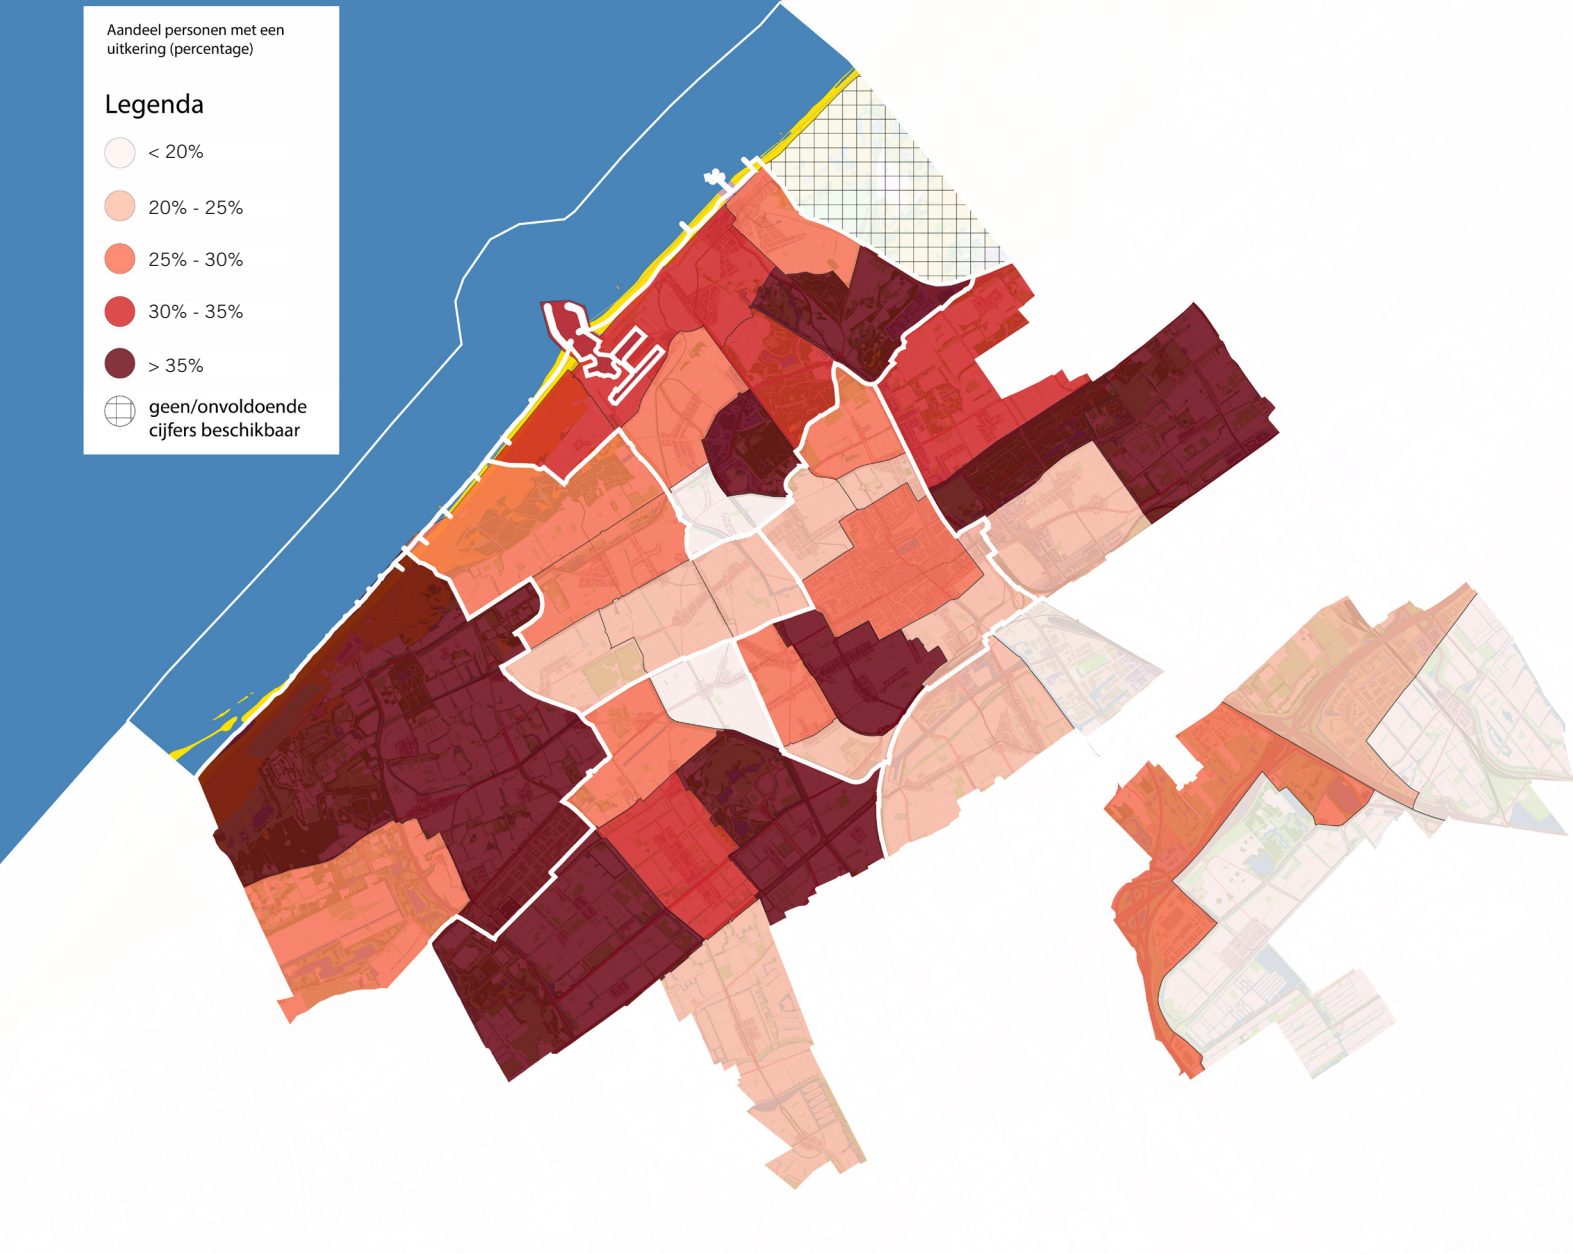 Aandeel personen met een
uitkering (percentage)
Legenda
< 20%
20% - 25%
25% - 30%
30% - 35%
> 35%
geen/onvoldoende
cijfers beschikbaar